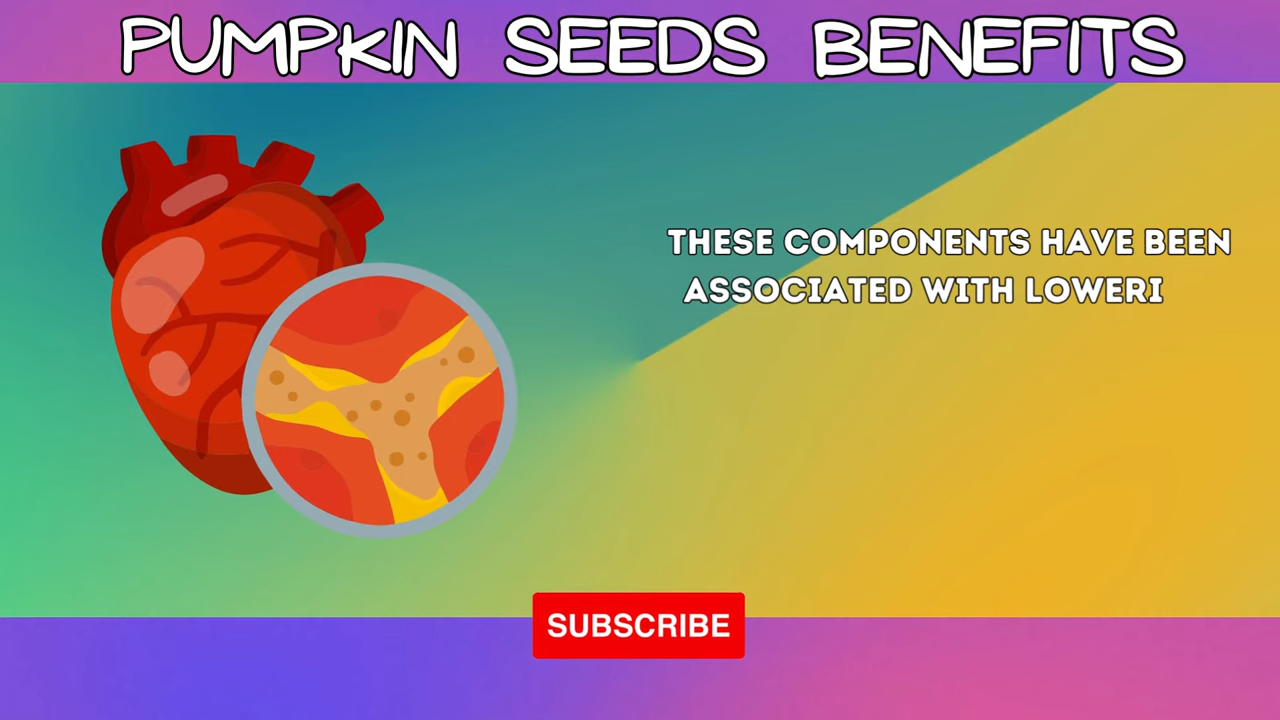 PUMPKIN SEEDS BENEFITS
THESE COMPONENTS HAVE BEEN
ASSOCIATED WITH LOWERI
SUBSCRIBE